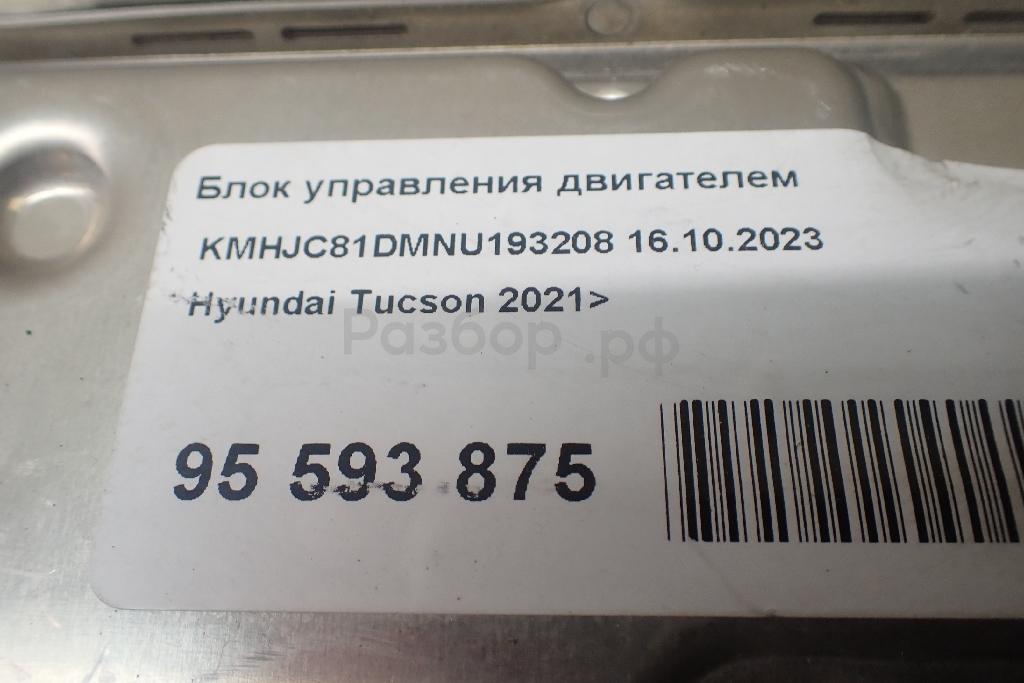 Блок управления двигателем
KMHJC81DMNU193208 16.10.2023
Hyundai Tucson 2021>
Разбор.рф
95 593 875